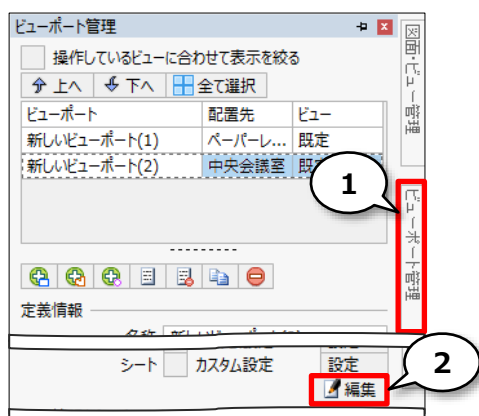 ビューポート管理
操作しているビューに合わせて表示を絞る
上へ 下へ 全て選択
ビューポート 配置先 ビュー
新しいビューポート(1) ペーパーレ... 既定
新しいビューポート(2) 中央会議室
定義情報
シート カスタム設定 設定
編集
図面・ビュー管理
ビューポート管理
1
2